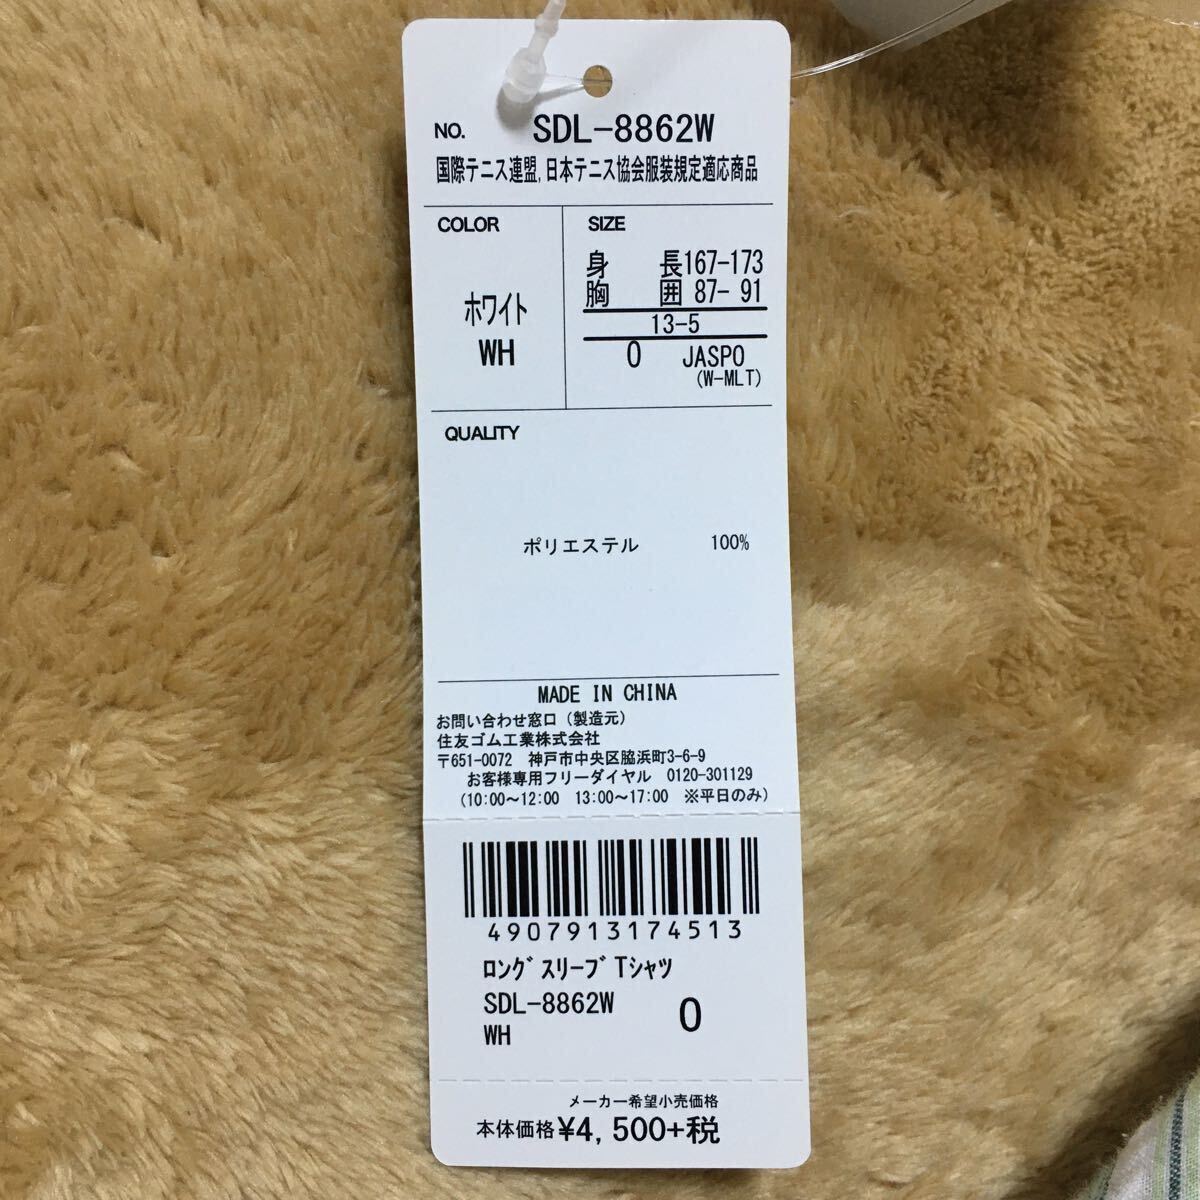 NO. SDL-8862W
国際テニス連盟,日本テニス協会服装規定適応商品
COLOR
ホワイト
WH
SIZE
身 長167-173
胸 囲 87- 91
13-5
O JASPO
(W-MLT)
QUALITY
ポリエステル 100%
MADE IN CHINA
お問い合わせ窓口（製造元）
住友ゴム工業株式会社
〒651-0072 神戸市中央区脇浜町3-6-9
お客様専用フリーダイヤル 0120-301129
(10:00～12:00 13:00～17:00 ※平日のみ)
4907913174513
ロングスリーブTシャツ
SDL-8862W
WH
O
メーカー希望小売価格
本体価格¥4,500+税